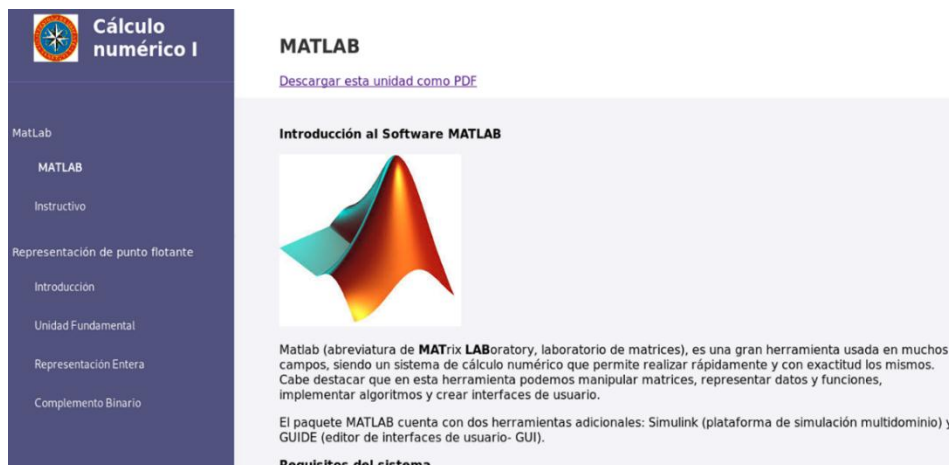 Cálculo
numérico I
MatLab
MATLAB
Instructivo
Representación de punto flotante
Introducción
Unidad Fundamental
Representación Entera
Complemento Binario
MATLAB
Descargar esta unidad como PDF
Introducción al Software MATLAB
Matlab (abreviatura de MATrix LABoratory, laboratorio de matrices), es una gran herramienta usada en muchos
campos, siendo un sistema de cálculo numérico que permite realizar rápidamente y con exactitud los mismos.
Cabe destacar que en esta herramienta podemos manipular matrices, representar datos y funciones,
implementar algoritmos y crear interfaces de usuario.
El paquete MATLAB cuenta con dos herramientas adicionales: Simulink (plataforma de simulación multidominio) y
GUIDE (editor de interfaces de usuario- GUI).
Requisitos del sistema